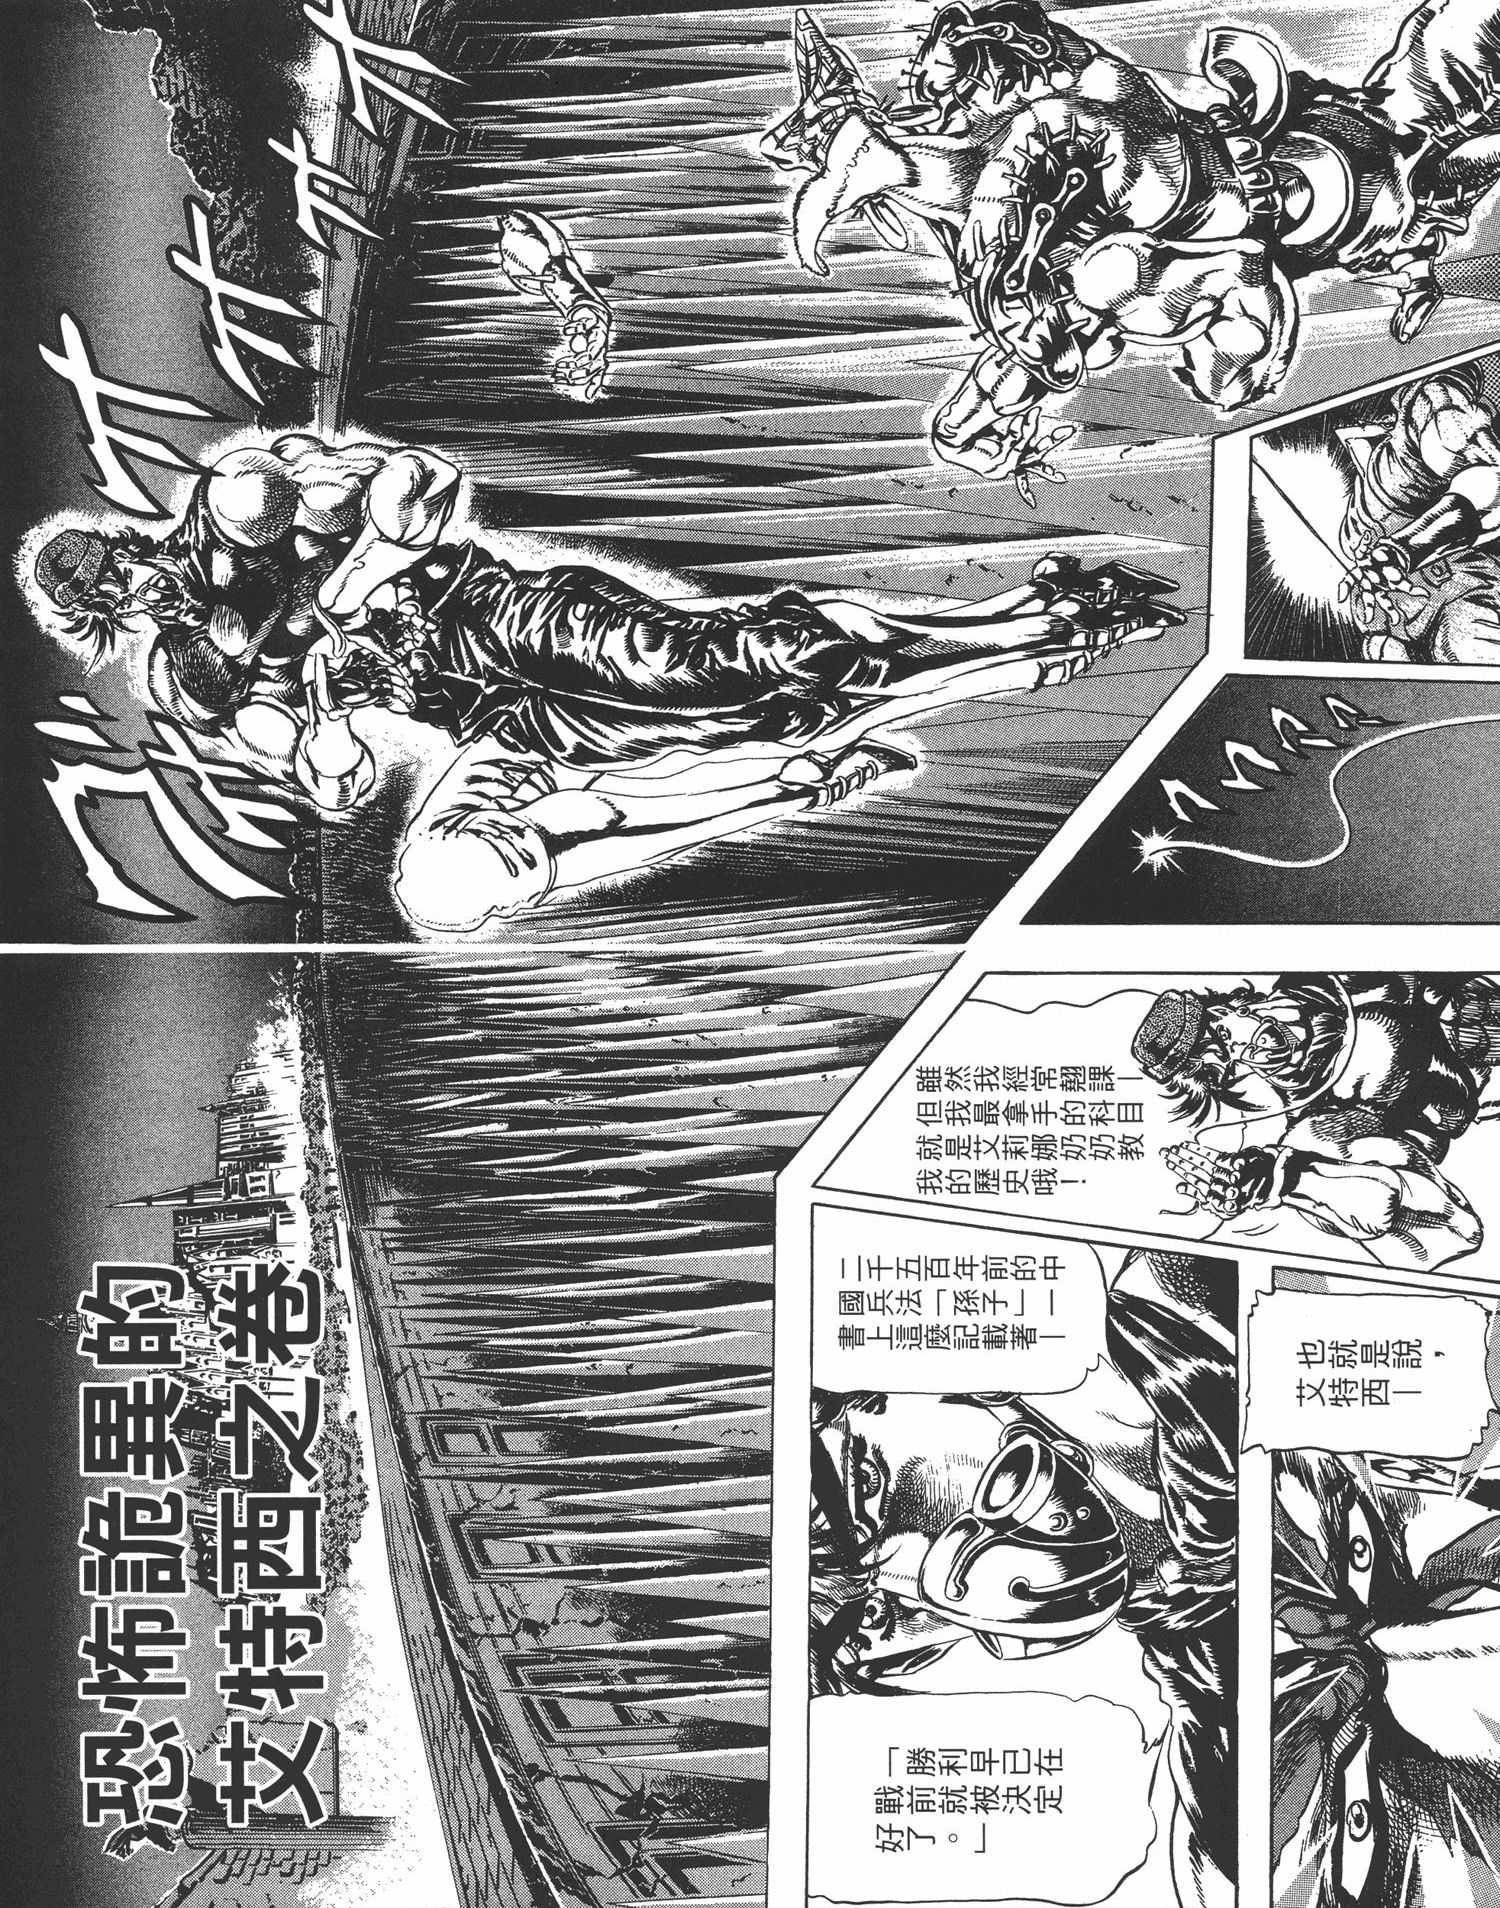 恐怖詭異的
艾特西之卷
雖然我經常翹課—
但我最拿手的科目
就是艾莉娜奶奶教
我的歷史哦!
二千五百年前的中
國兵法「孫子」一
書上這麼記載著—
「勝利早已在
戰前就被決定
好了。」
也就是說,
艾特西—